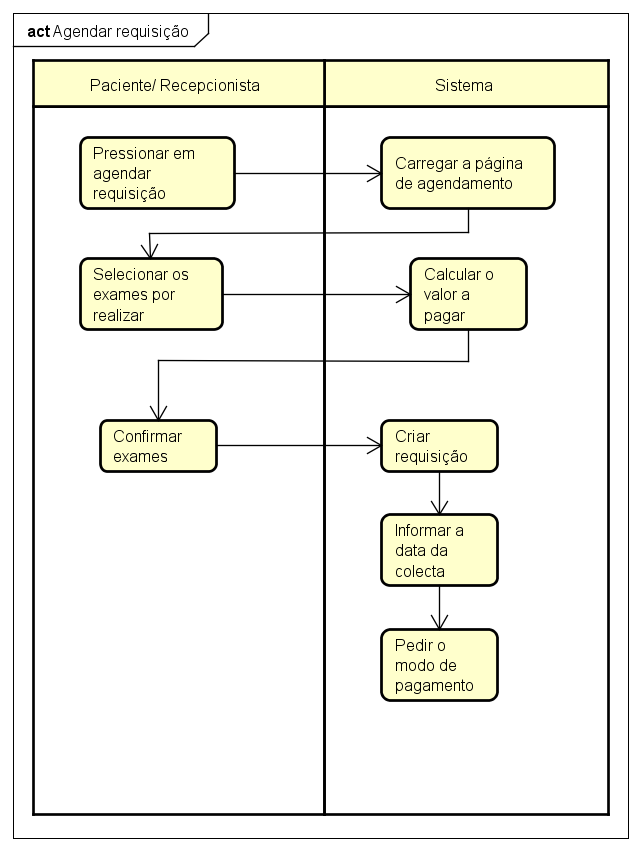 act Agendar requisição
Paciente/ Recepcionista
Sistema
Pressionar em
agendar
requisição
Carregar a página
de agendamento
Selecionar os
exames por
realizar
Calcular o
valor a
pagar
Confirmar
exames
Criar
requisição
Informar a
data da
colecta
Pedir o
modo de
pagamento